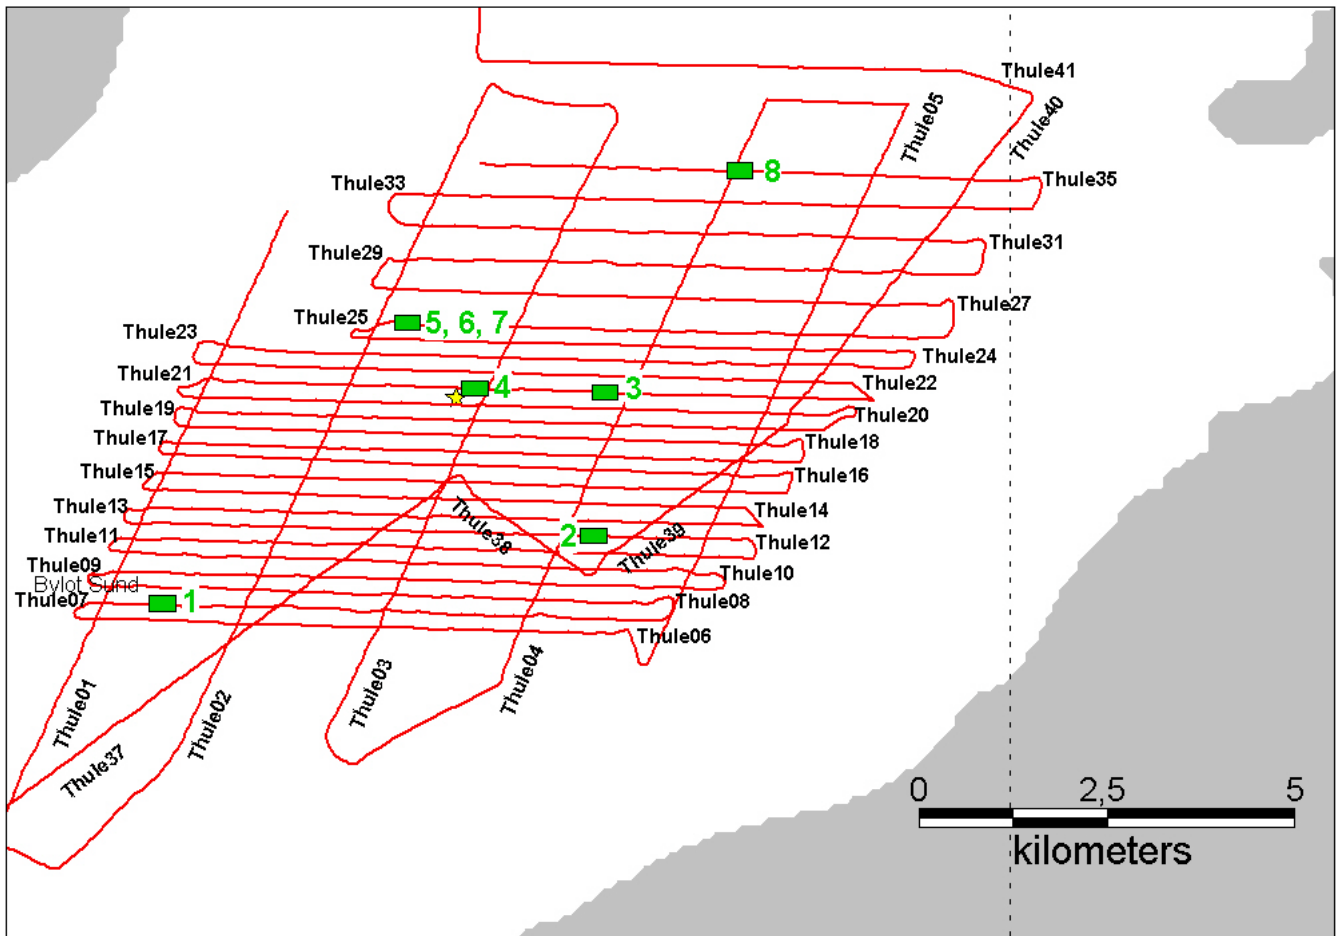 Thule41
Thule40
Thule05
8
Thule33
Thule35
Thule31
Thule29
Thule27
Thule25
5, 6, 7
Thule23
Thule24
Thule21
4
3
Thule22
Thule19
Thule20
Thule17
Thule18
Thule15
Thule16
Thule13
Thule38
Thule14
Thule11
2
Thule39
Thule12
Thule09
Thule10
Bylot Sund
Thule07
1
Thule08
Thule06
Thule01
Thule02
Thule03
Thule04
Thule37
0 2,5 5
kilometers